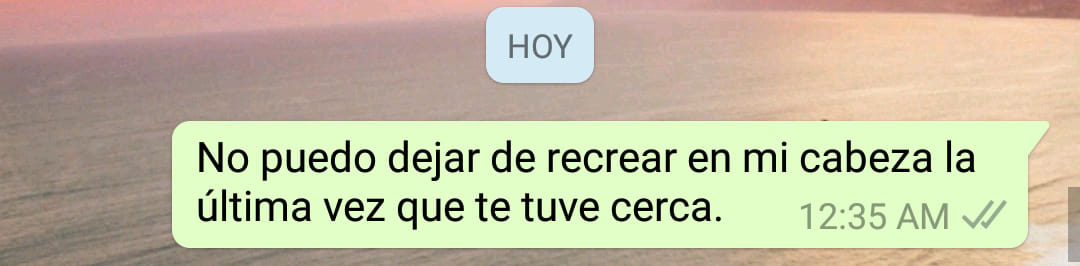 HOY
No puedo dejar de recrear en mi cabeza la
última vez que te tuve cerca.
12:35 AM